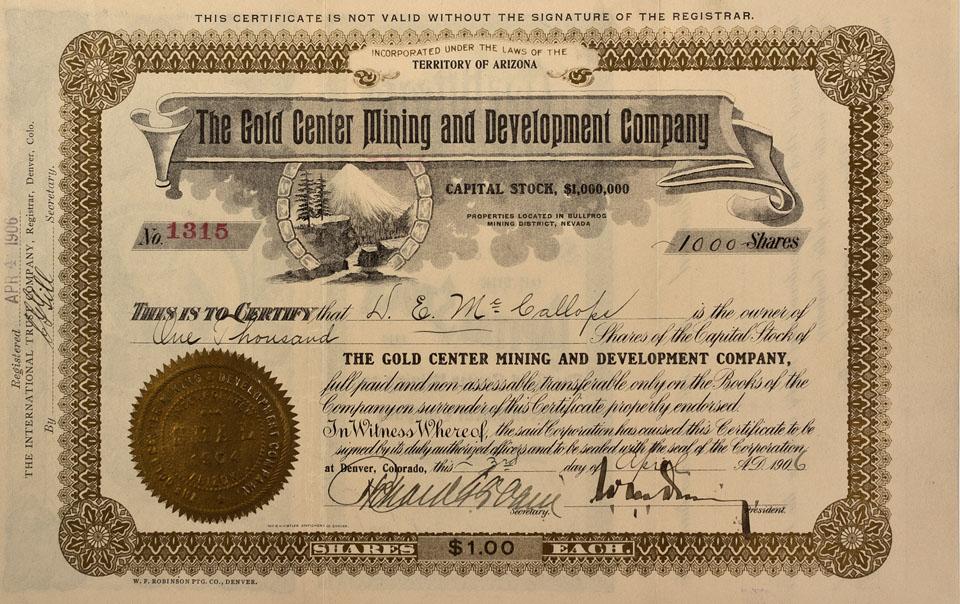 THIS CERTIFICATE IS NOT VALID WITHOUT THE SIGNATURE OF THE REGISTRAR.
INCORPORATED UNDER THE LAWS OF THE
TERRITORY OF ARIZONA
The Gold Center Mining and Development Company
CAPITAL STOCK, $1,000,000
PROPERTIES LOCATED IN BULLFROG
MINING DISTRICT, NEVADA
No. 1315
1000 Shares
THIS IS TO CERTIFY that D. E. Mc is the owner of
One Thousand Shares of the Capital Stock of
THE GOLD CENTER MINING AND DEVELOPMENT COMPANY,
full paid and non-assessable, transferable only on the Books of the
Company on surrender of this Certificate properly endorsed.
In Witness Whereof, the said Corporation has caused this Certificate to be
signed by its duly authorized officers and to be sealed with the seal of the Corporation
at Denver, Colorado, this 3rd day of April A.D. 1906
Secretary. President.
SEAL
1904
SHARES $1.00 EACH.
W. F. ROBINSON PTG. CO., DENVER.
Registered APR 4 1906
THE INTERNATIONAL TRUST COMPANY, Registrar, Denver, Colo.
By Secretary.